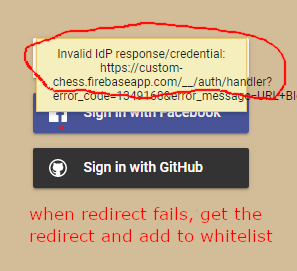 Invalid IdP response/credential:
https://custom-
chess.firebaseapp.com/__/auth/handler?
error_code=1349168&error_message=URL+Bl
Sign in with Facebook
Sign in with GitHub
when redirect fails, get the
redirect and add to whitelist